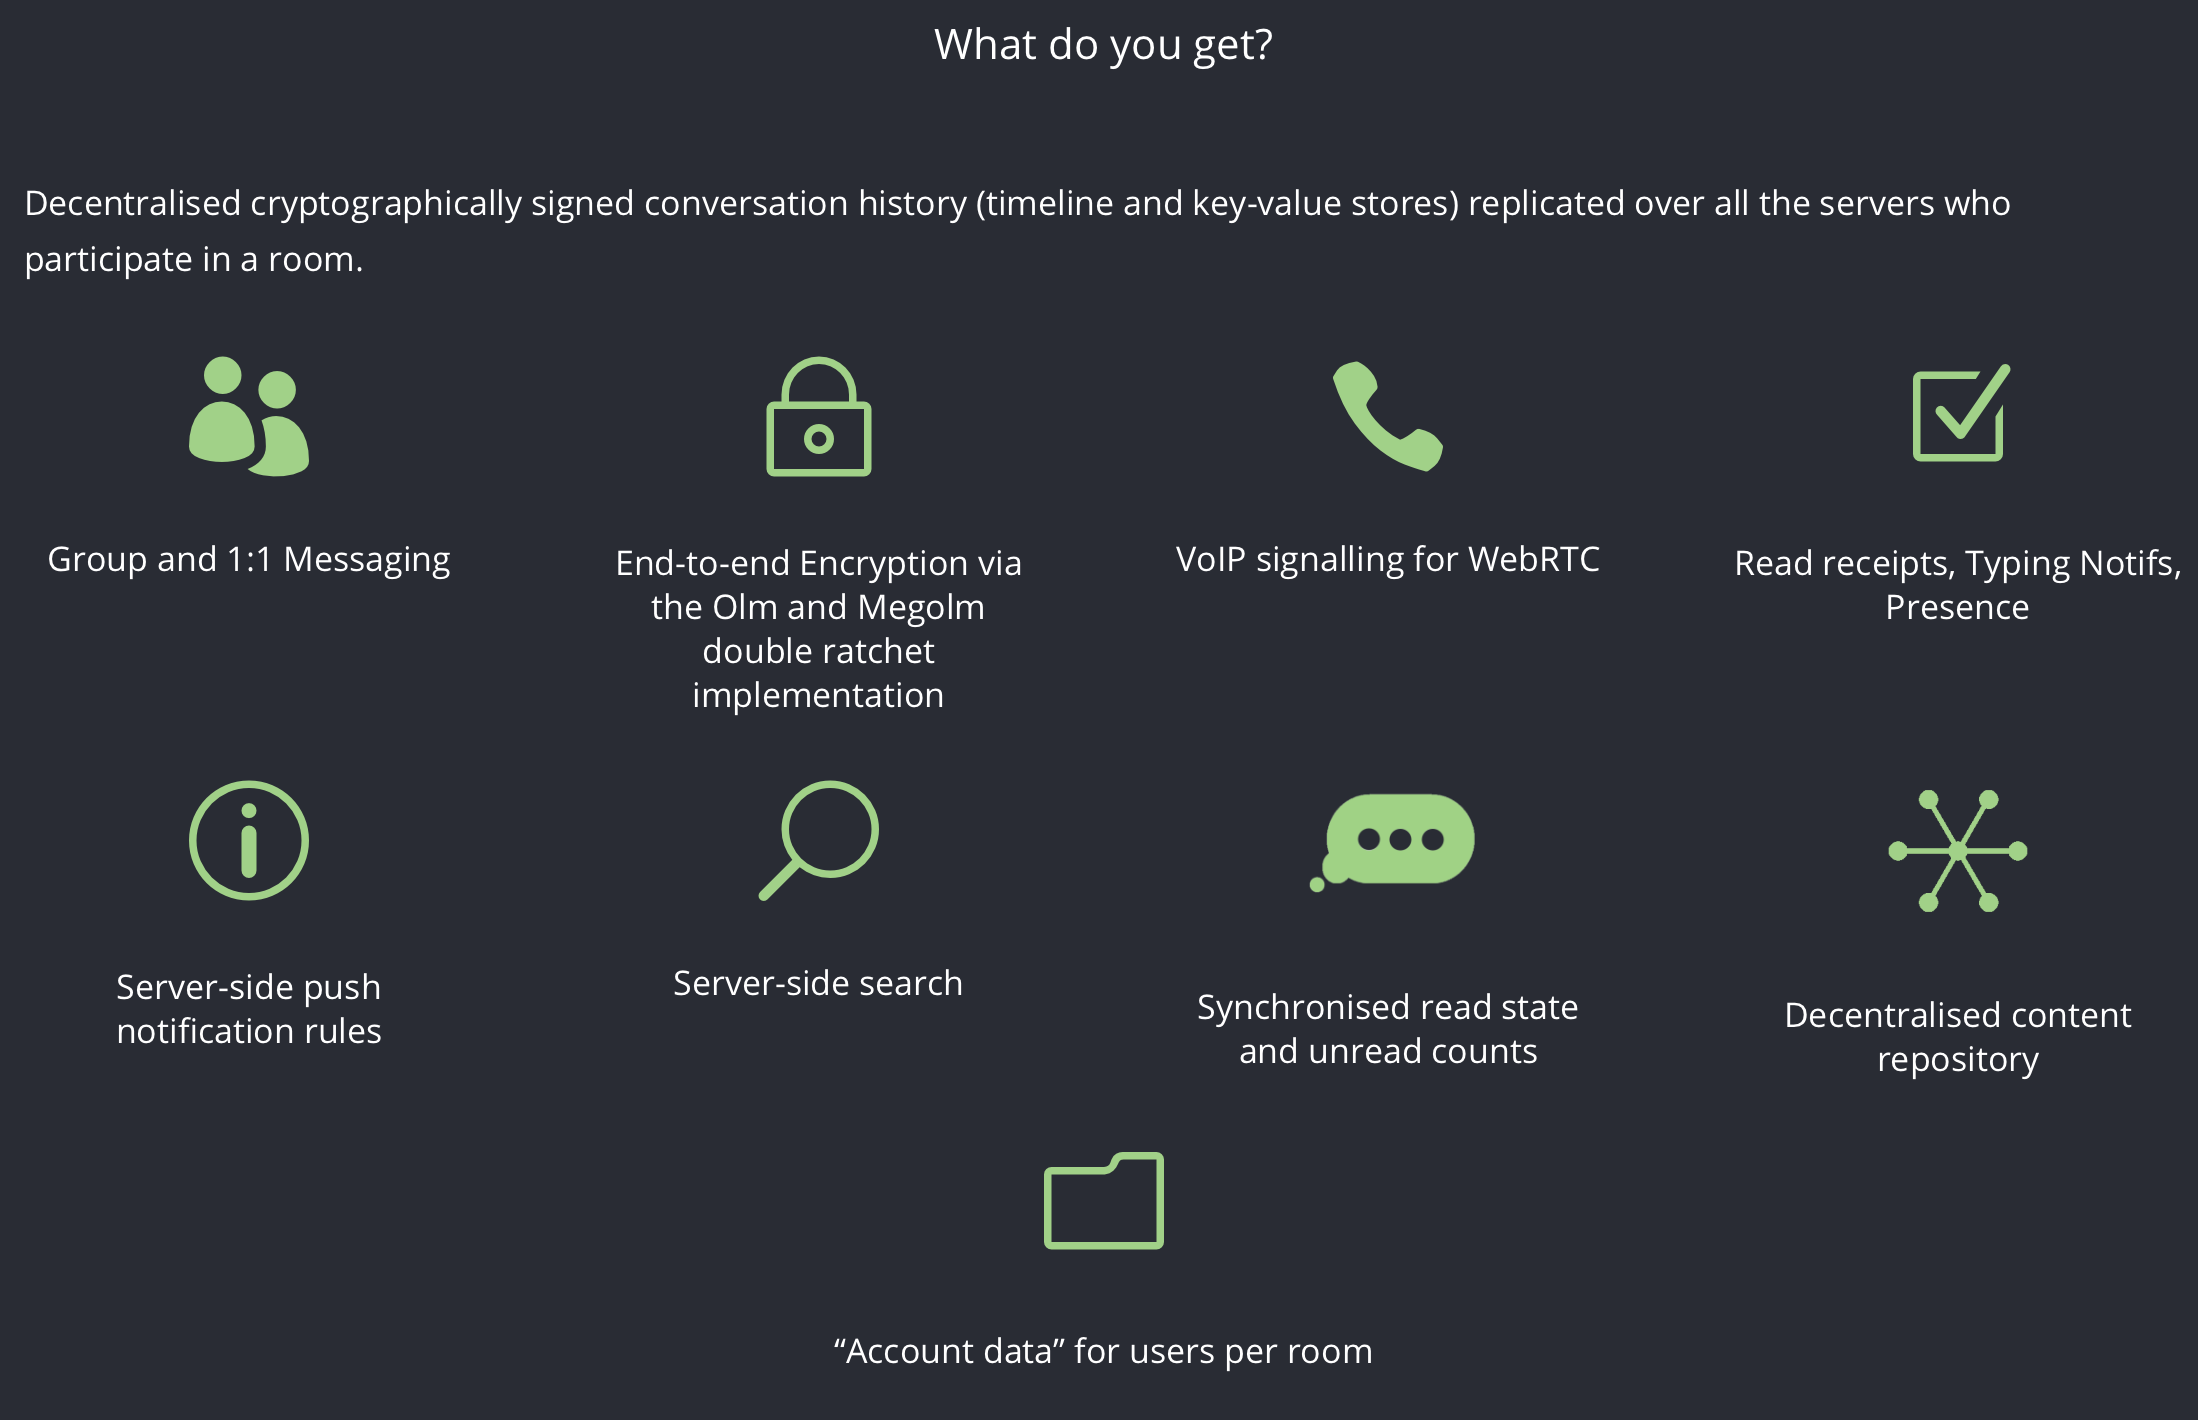 What do you get?
Decentralised cryptographically signed conversation history (timeline and key-value stores) replicated over all the servers who
participate in a room.
Group and 1:1 Messaging
End-to-end Encryption via
the Olm and Megolm
double ratchet
implementation
VoIP signalling for WebRTC
Read receipts, Typing Notifs,
Presence
Server-side push
notification rules
Server-side search
Synchronised read state
and unread counts
Decentralised content
repository
“Account data” for users per room